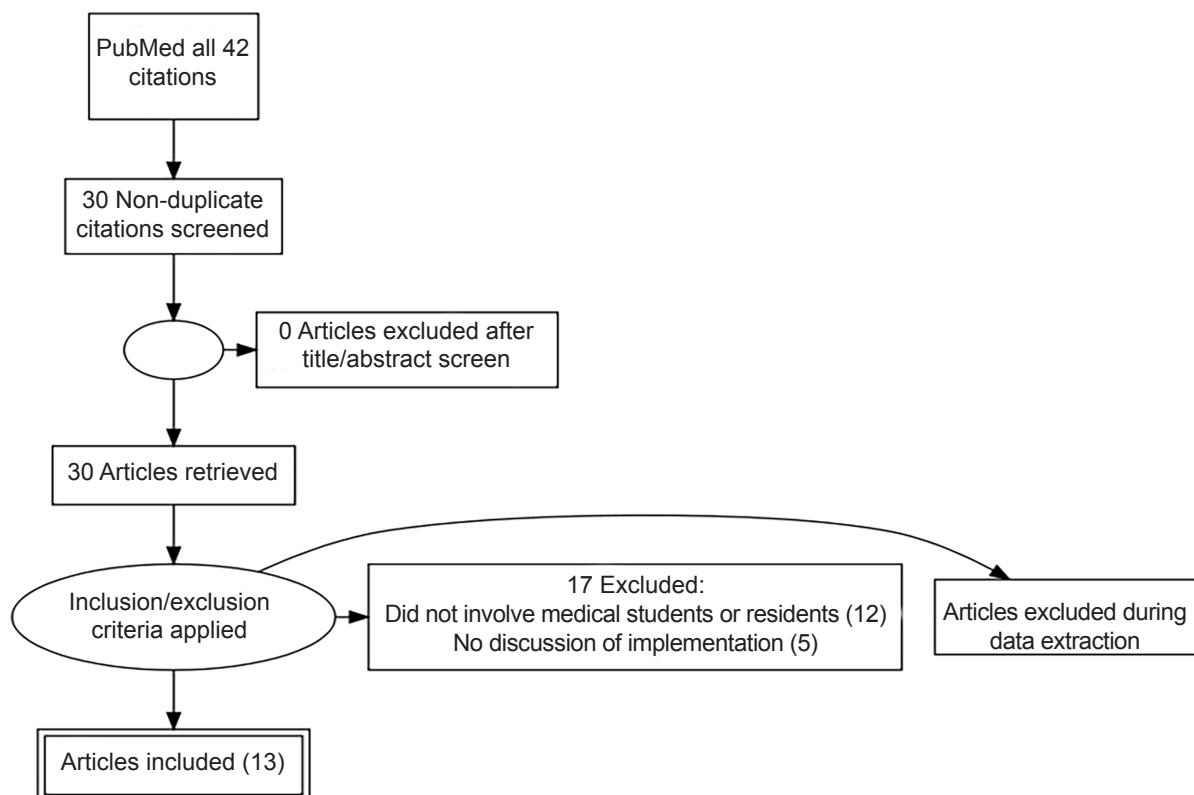 PubMed all 42
citations
30 Non-duplicate
citations screened
0 Articles excluded after
title/abstract screen
30 Articles retrieved
Inclusion/exclusion
criteria applied
17 Excluded:
Did not involve medical students or residents (12)
No discussion of implementation (5)
Articles excluded during
data extraction
Articles included (13)